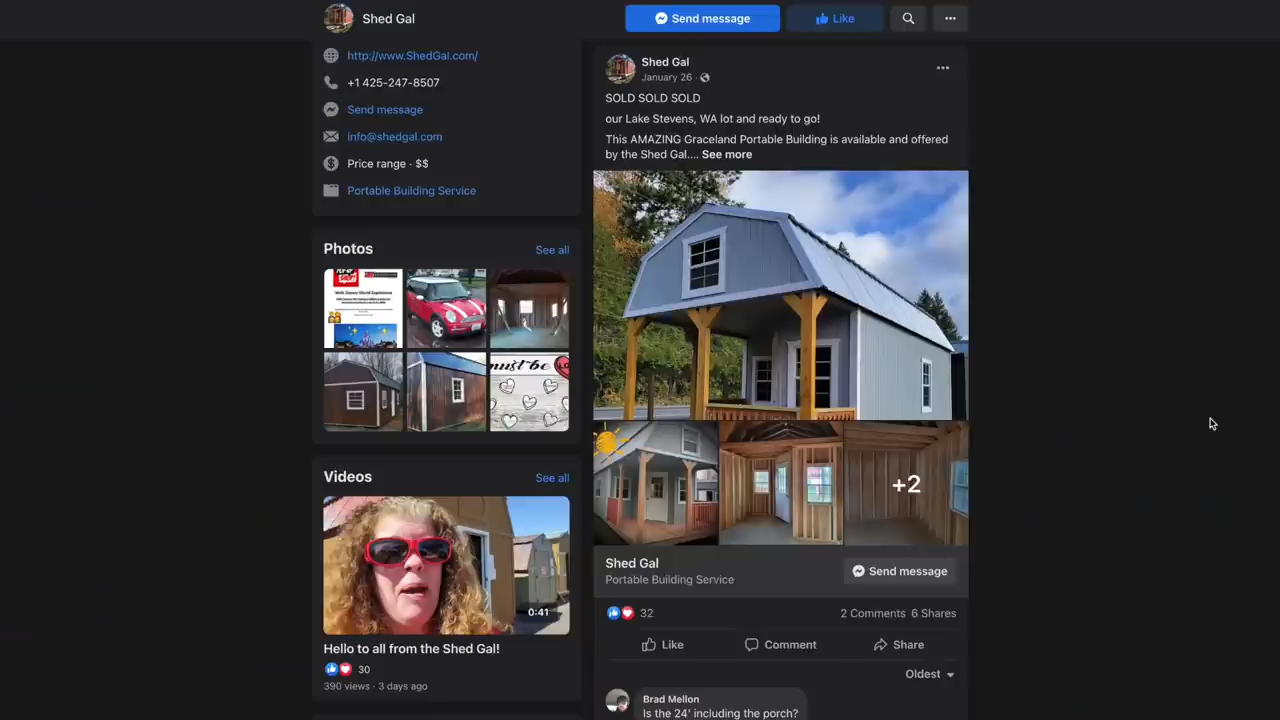 Shed Gal
Send message
Like
http://www.ShedGal.com/
+1 425-247-8507
Send message
info@shedgal.com
Price range · $$
Portable Building Service
Photos
See all
must be
Videos
See all
0:41
Hello to all from the Shed Gal!
30
390 views · 3 days ago
Shed Gal
January 26 ·
SOLD SOLD SOLD
our Lake Stevens, WA lot and ready to go!
This AMAZING Graceland Portable Building is available and offered
by the Shed Gal.... See more
+2
Shed Gal
Portable Building Service
Send message
32
2 Comments 6 Shares
Like
Comment
Share
Oldest
Brad Mellon
Is the 24' including the porch?